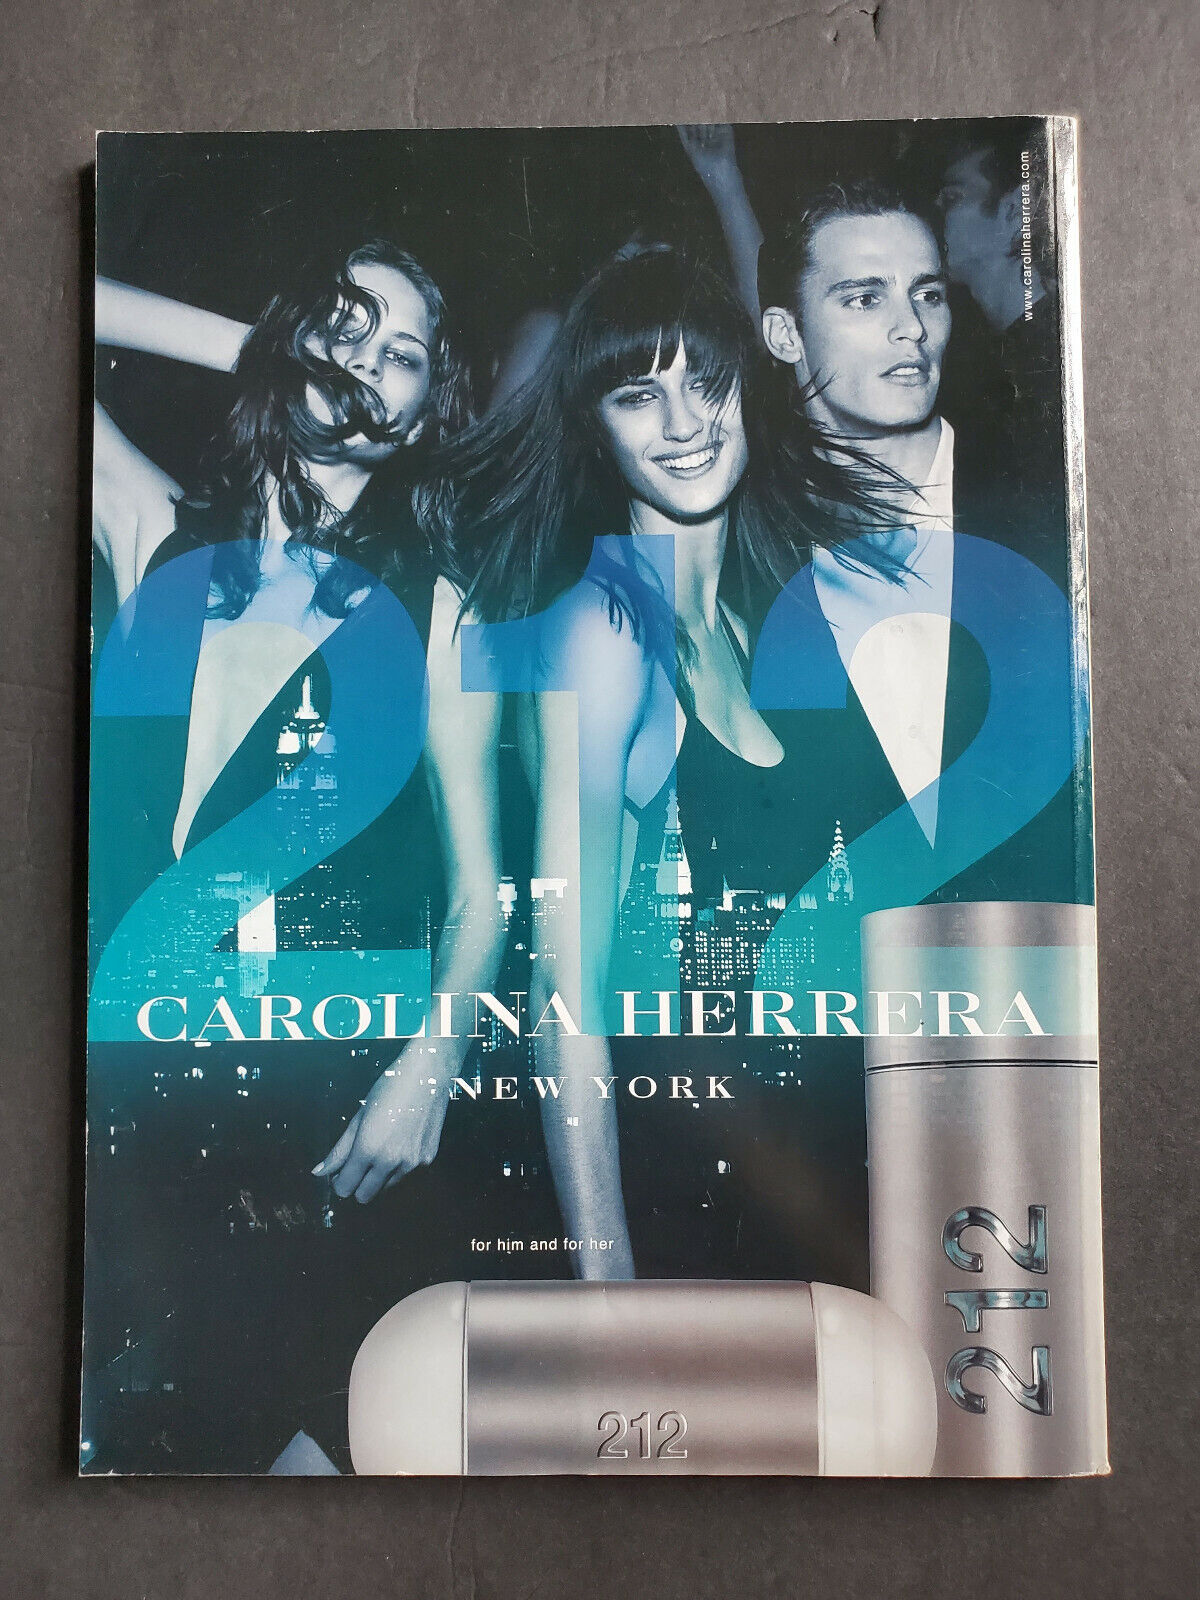 www.carolinaherrera.com
212
CAROLINA HERRERA
NEW YORK
for him and for her
212
212